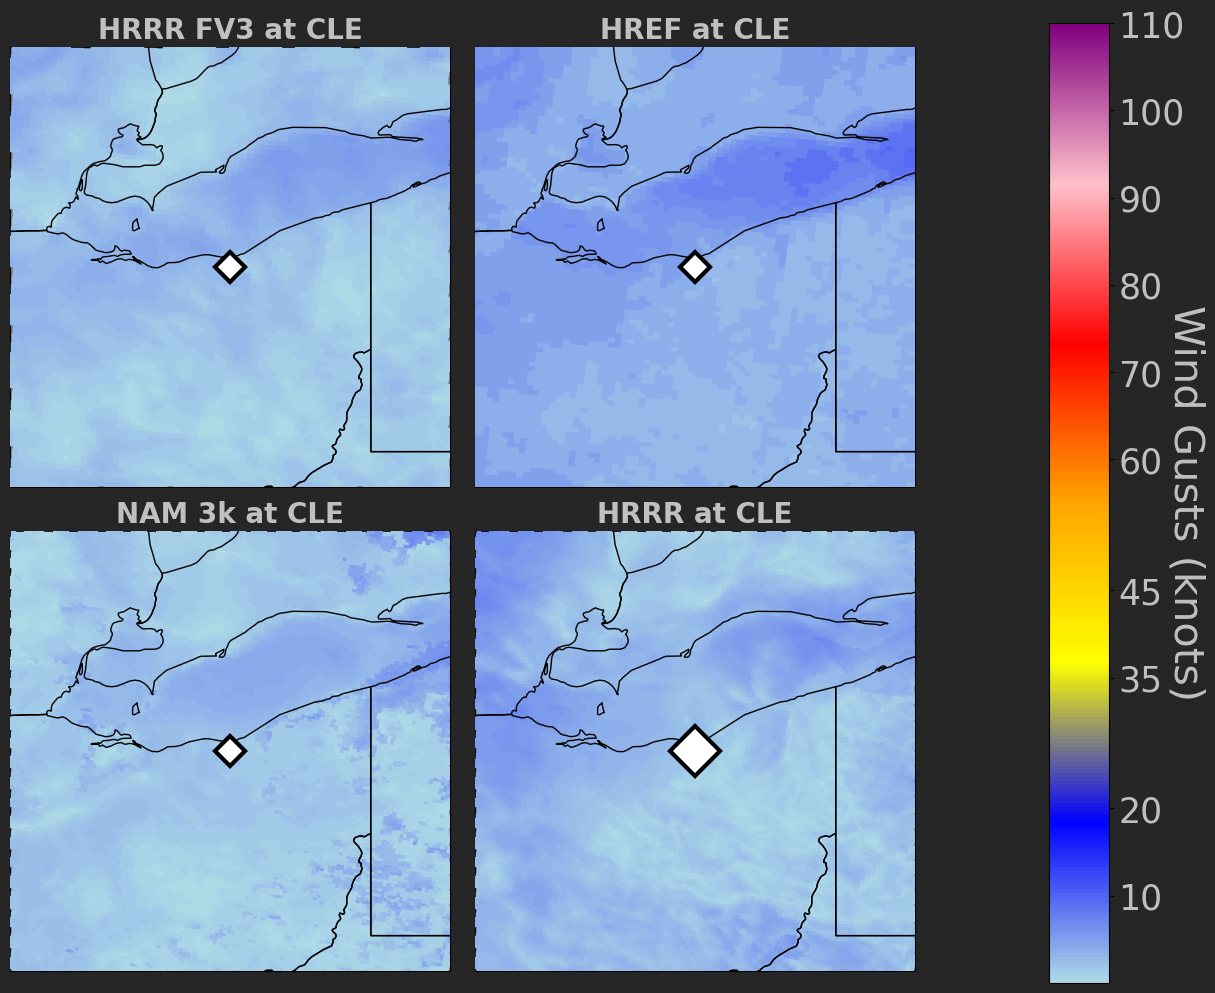 HRRR FV3 at CLE
HREF at CLE
NAM 3k at CLE
HRRR at CLE
110
100
90
80
70
60
45
35
20
10
Wind Gusts (knots)